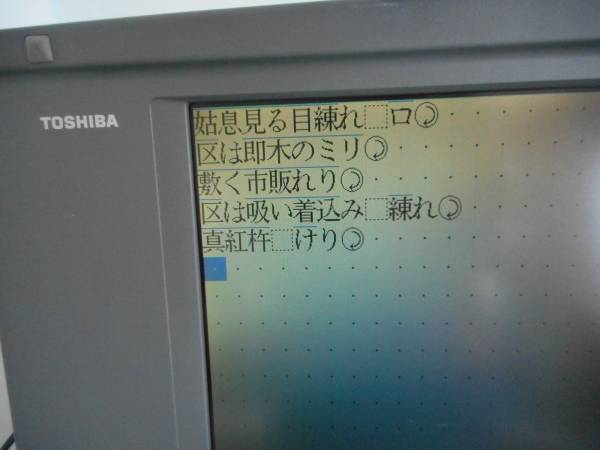 TOSHIBA
姑息見る目練れ□ロ
区は即木のミリ
敷く市販れり
区は吸い着込み□練れ
真紅杵□けり